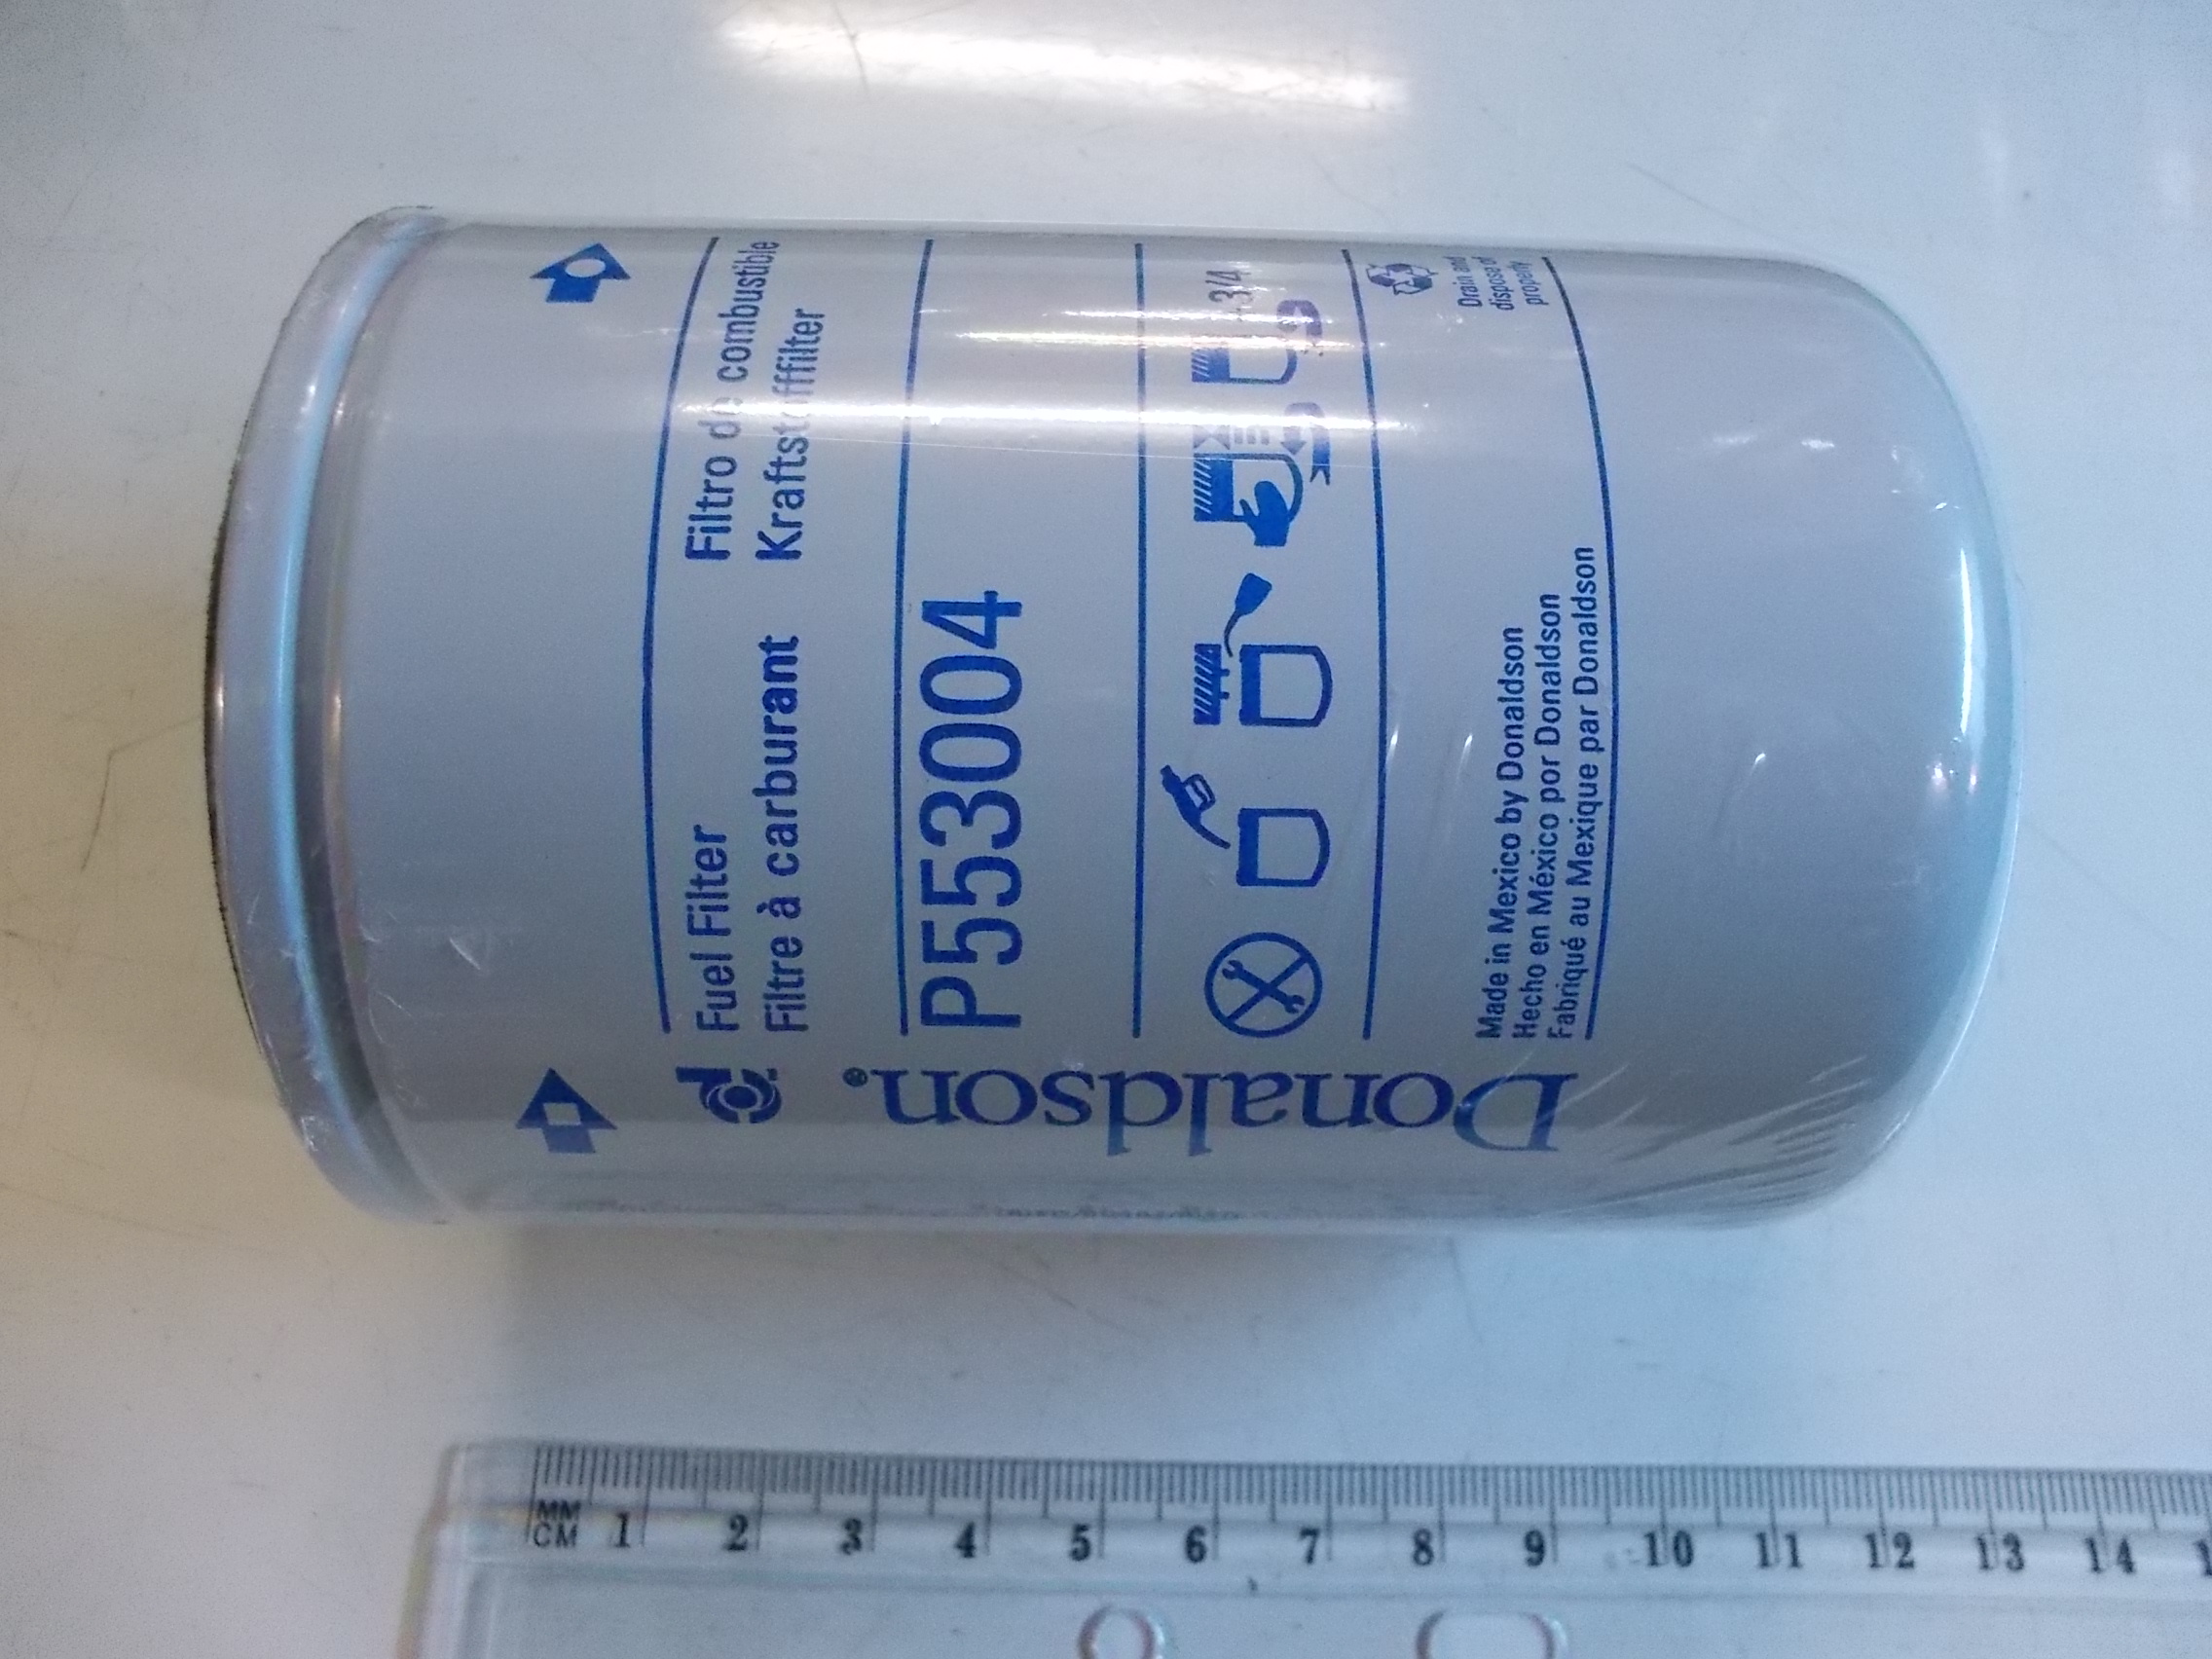 Donaldson®
Fuel Filter
Filtre à carburant
Filtro de combustible
Kraftstofffilter
P553004
3/4
Made in Mexico by Donaldson
Hecho en México por Donaldson
Fabriqué au Mexique par Donaldson
Drain and
dispose of
properly
MM
CM 1 2 3 4 5 6 7 8 9 10 11 12 13 14